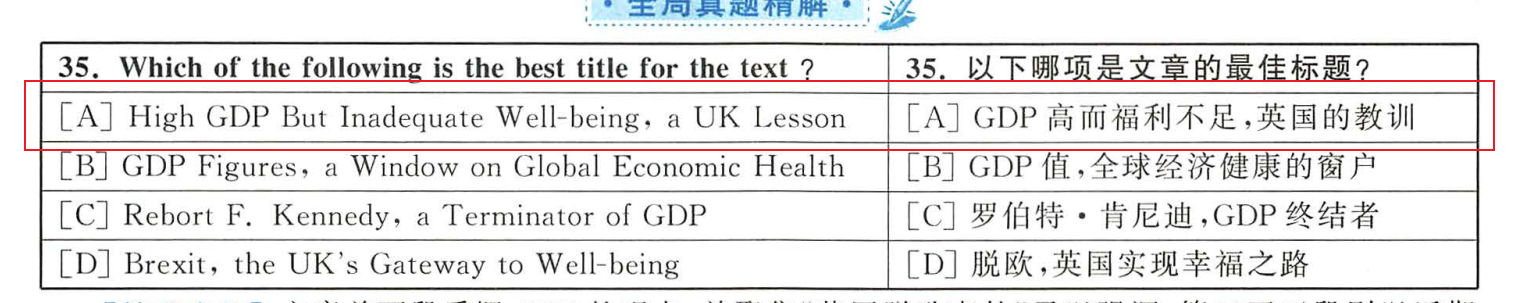 · 全局真题精解 ·
35. Which of the following is the best title for the text ?
35. 以下哪项是文章的最佳标题?
[A] High GDP But Inadequate Well-being, a UK Lesson
[A] GDP 高而福利不足,英国的教训
[B] GDP Figures, a Window on Global Economic Health
[B] GDP 值,全球经济健康的窗户
[C] Rebort F. Kennedy, a Terminator of GDP
[C] 罗伯特·肯尼迪,GDP 终结者
[D] Brexit, the UK's Gateway to Well-being
[D] 脱欧,英国实现幸福之路